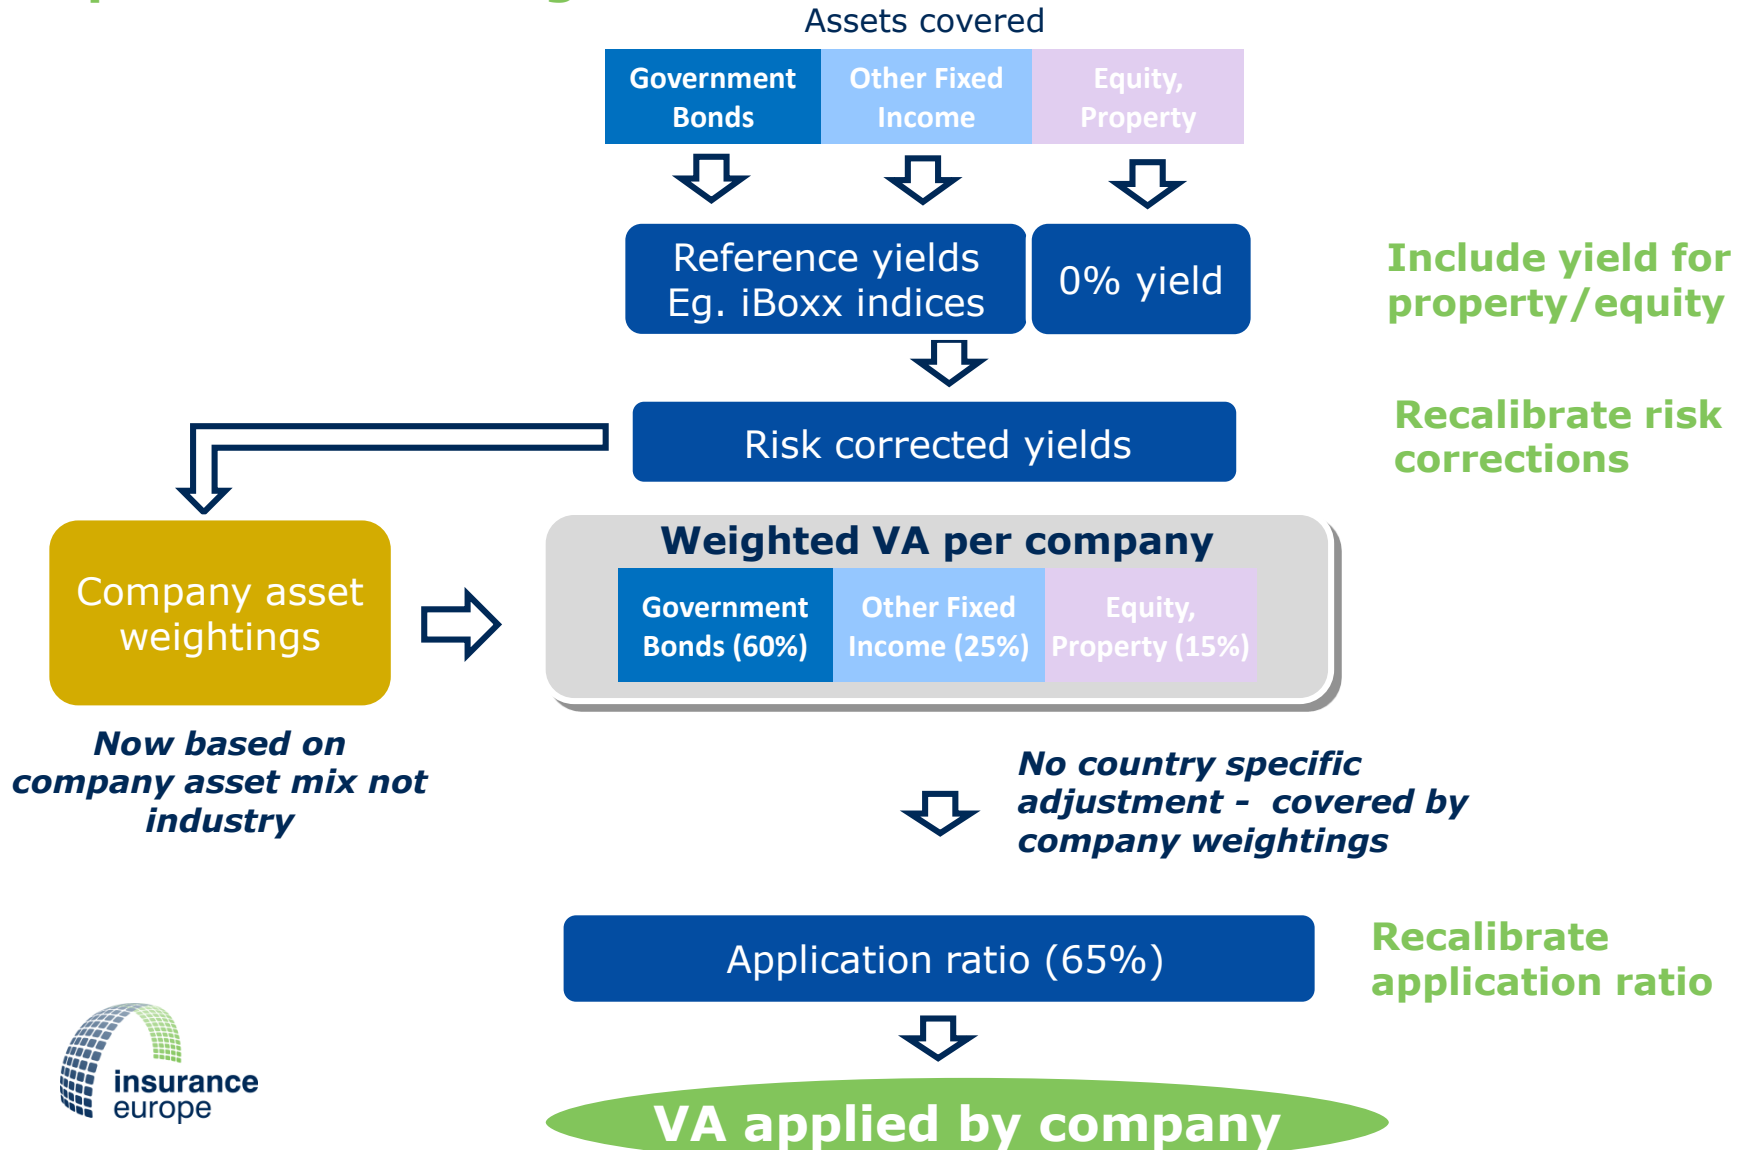 Assets covered
Government
Bonds
Other Fixed
Income
Equity,
Property
Reference yields
Eg. iBoxx indices
0% yield
Include yield for
property/equity
Risk corrected yields
Recalibrate risk
corrections
Company asset
weightings
Weighted VA per company
Government
Bonds (60%)
Other Fixed
Income (25%)
Equity,
Property (15%)
Now based on
company asset mix not
industry
No country specific
adjustment - covered by
company weightings
Application ratio (65%)
Recalibrate
application ratio
insurance
europe
VA applied by company